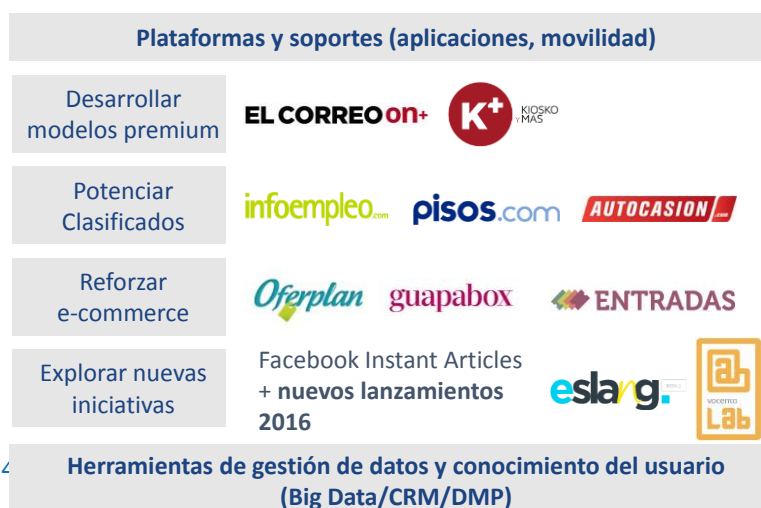 Plataformas y soportes (aplicaciones, movilidad)
Desarrollar
modelos premium
EL CORREO on+
K+
KIOSKO
Y MÁS
Potenciar
Clasificados
infoempleo.com
pisos.com
AUTOCASION.com
Reforzar
e-commerce
Oferplan
guapabox
ENTRADAS
Explorar nuevas
iniciativas
Facebook Instant Articles
+ nuevos lanzamientos
2016
eslang.
vocento
Lab
4
Herramientas de gestión de datos y conocimiento del usuario
(Big Data/CRM/DMP)